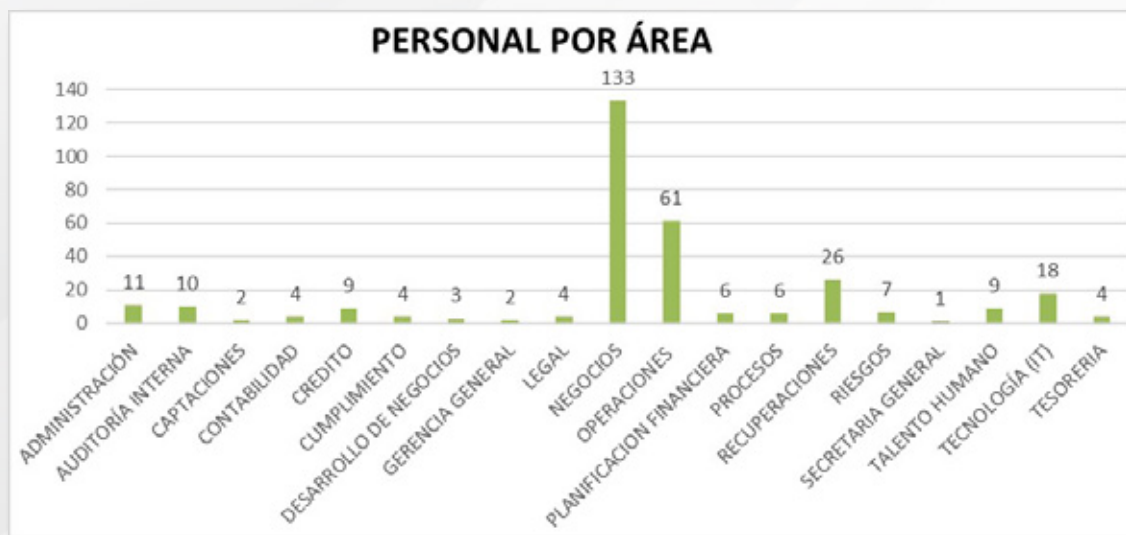 PERSONAL POR ÁREA
140
120
100
80
60
40
20
0
11
10
2
4
9
4
3
2
4
133
61
6
6
26
7
1
9
18
4
ADMINISTRACIÓN
AUDITORÍA INTERNA
CAPTACIONES
CONTABILIDAD
CREDITO
CUMPLIMIENTO
DESARROLLO DE NEGOCIOS
GERENCIA GENERAL
LEGAL
NEGOCIOS
OPERACIONES
PLANIFICACION FINANCIERA
PROCESOS
RECUPERACIONES
RIESGOS
SECRETARIA GENERAL
TALENTO HUMANO
TECNOLOGÍA (IT)
TESORERIA